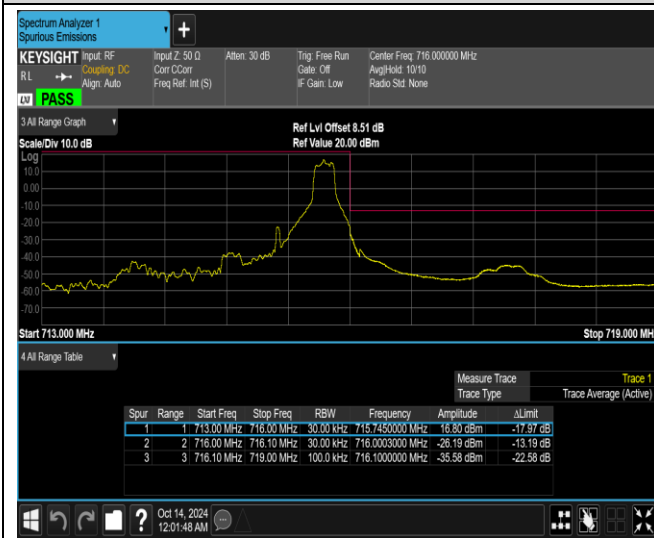 Spectrum Analyzer 1
Spurious Emissions
+
KEYSIGHT Input: RF Input Z: 50 Ω Atten: 30 dB Trig: Free Run Center Freq: 716.000000 MHz
RL Coupling: DC Corr CCorr Gate: Off Avg|Hold: 10/10
Align: Auto Freq Ref: Int (S) IF Gain: Low Radio Std: None
LXI PASS
3 All Range Graph
Ref Lvl Offset 8.51 dB
Scale/Div 10.0 dB Ref Value 20.00 dBm
Log
10.0
0.00
-10.0
-20.0
-30.0
-40.0
-50.0
-60.0
-70.0
Start 713.000 MHz Stop 719.000 MH
4 All Range Table
Measure Trace Trace 1
Trace Type Trace Average (Active)
Spur Range Start Freq Stop Freq RBW Frequency Amplitude ΔLimit
1 1 713.00 MHz 716.00 MHz 30.00 kHz 715.7450000 MHz 16.80 dBm -17.97 dB
2 2 716.00 MHz 716.10 MHz 30.00 kHz 716.0003000 MHz -26.19 dBm -13.19 dB
3 3 716.10 MHz 719.00 MHz 100.0 kHz 716.1000000 MHz -35.58 dBm -22.58 dB
? Oct 14, 2024
12:01:48 AM